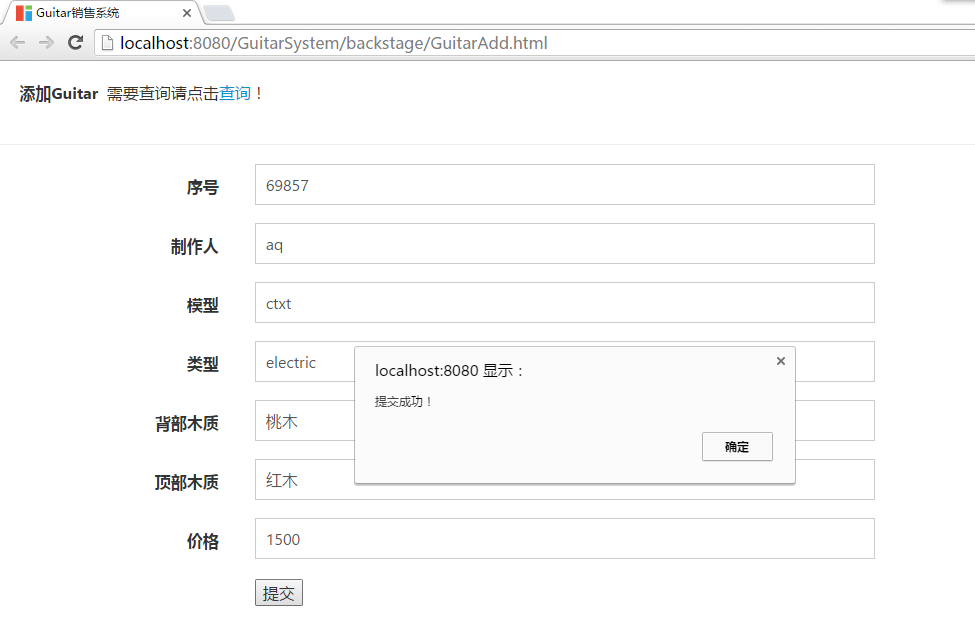 Guitar销售系统
localhost:8080/GuitarSystem/backstage/GuitarAdd.html
添加Guitar 需要查询请点击查询！
序号 69857
制作人 aq
模型 ctxt
类型 electric
localhost:8080 显示：
提交成功！
确定
背部木质 桃木
顶部木质 红木
价格 1500
提交